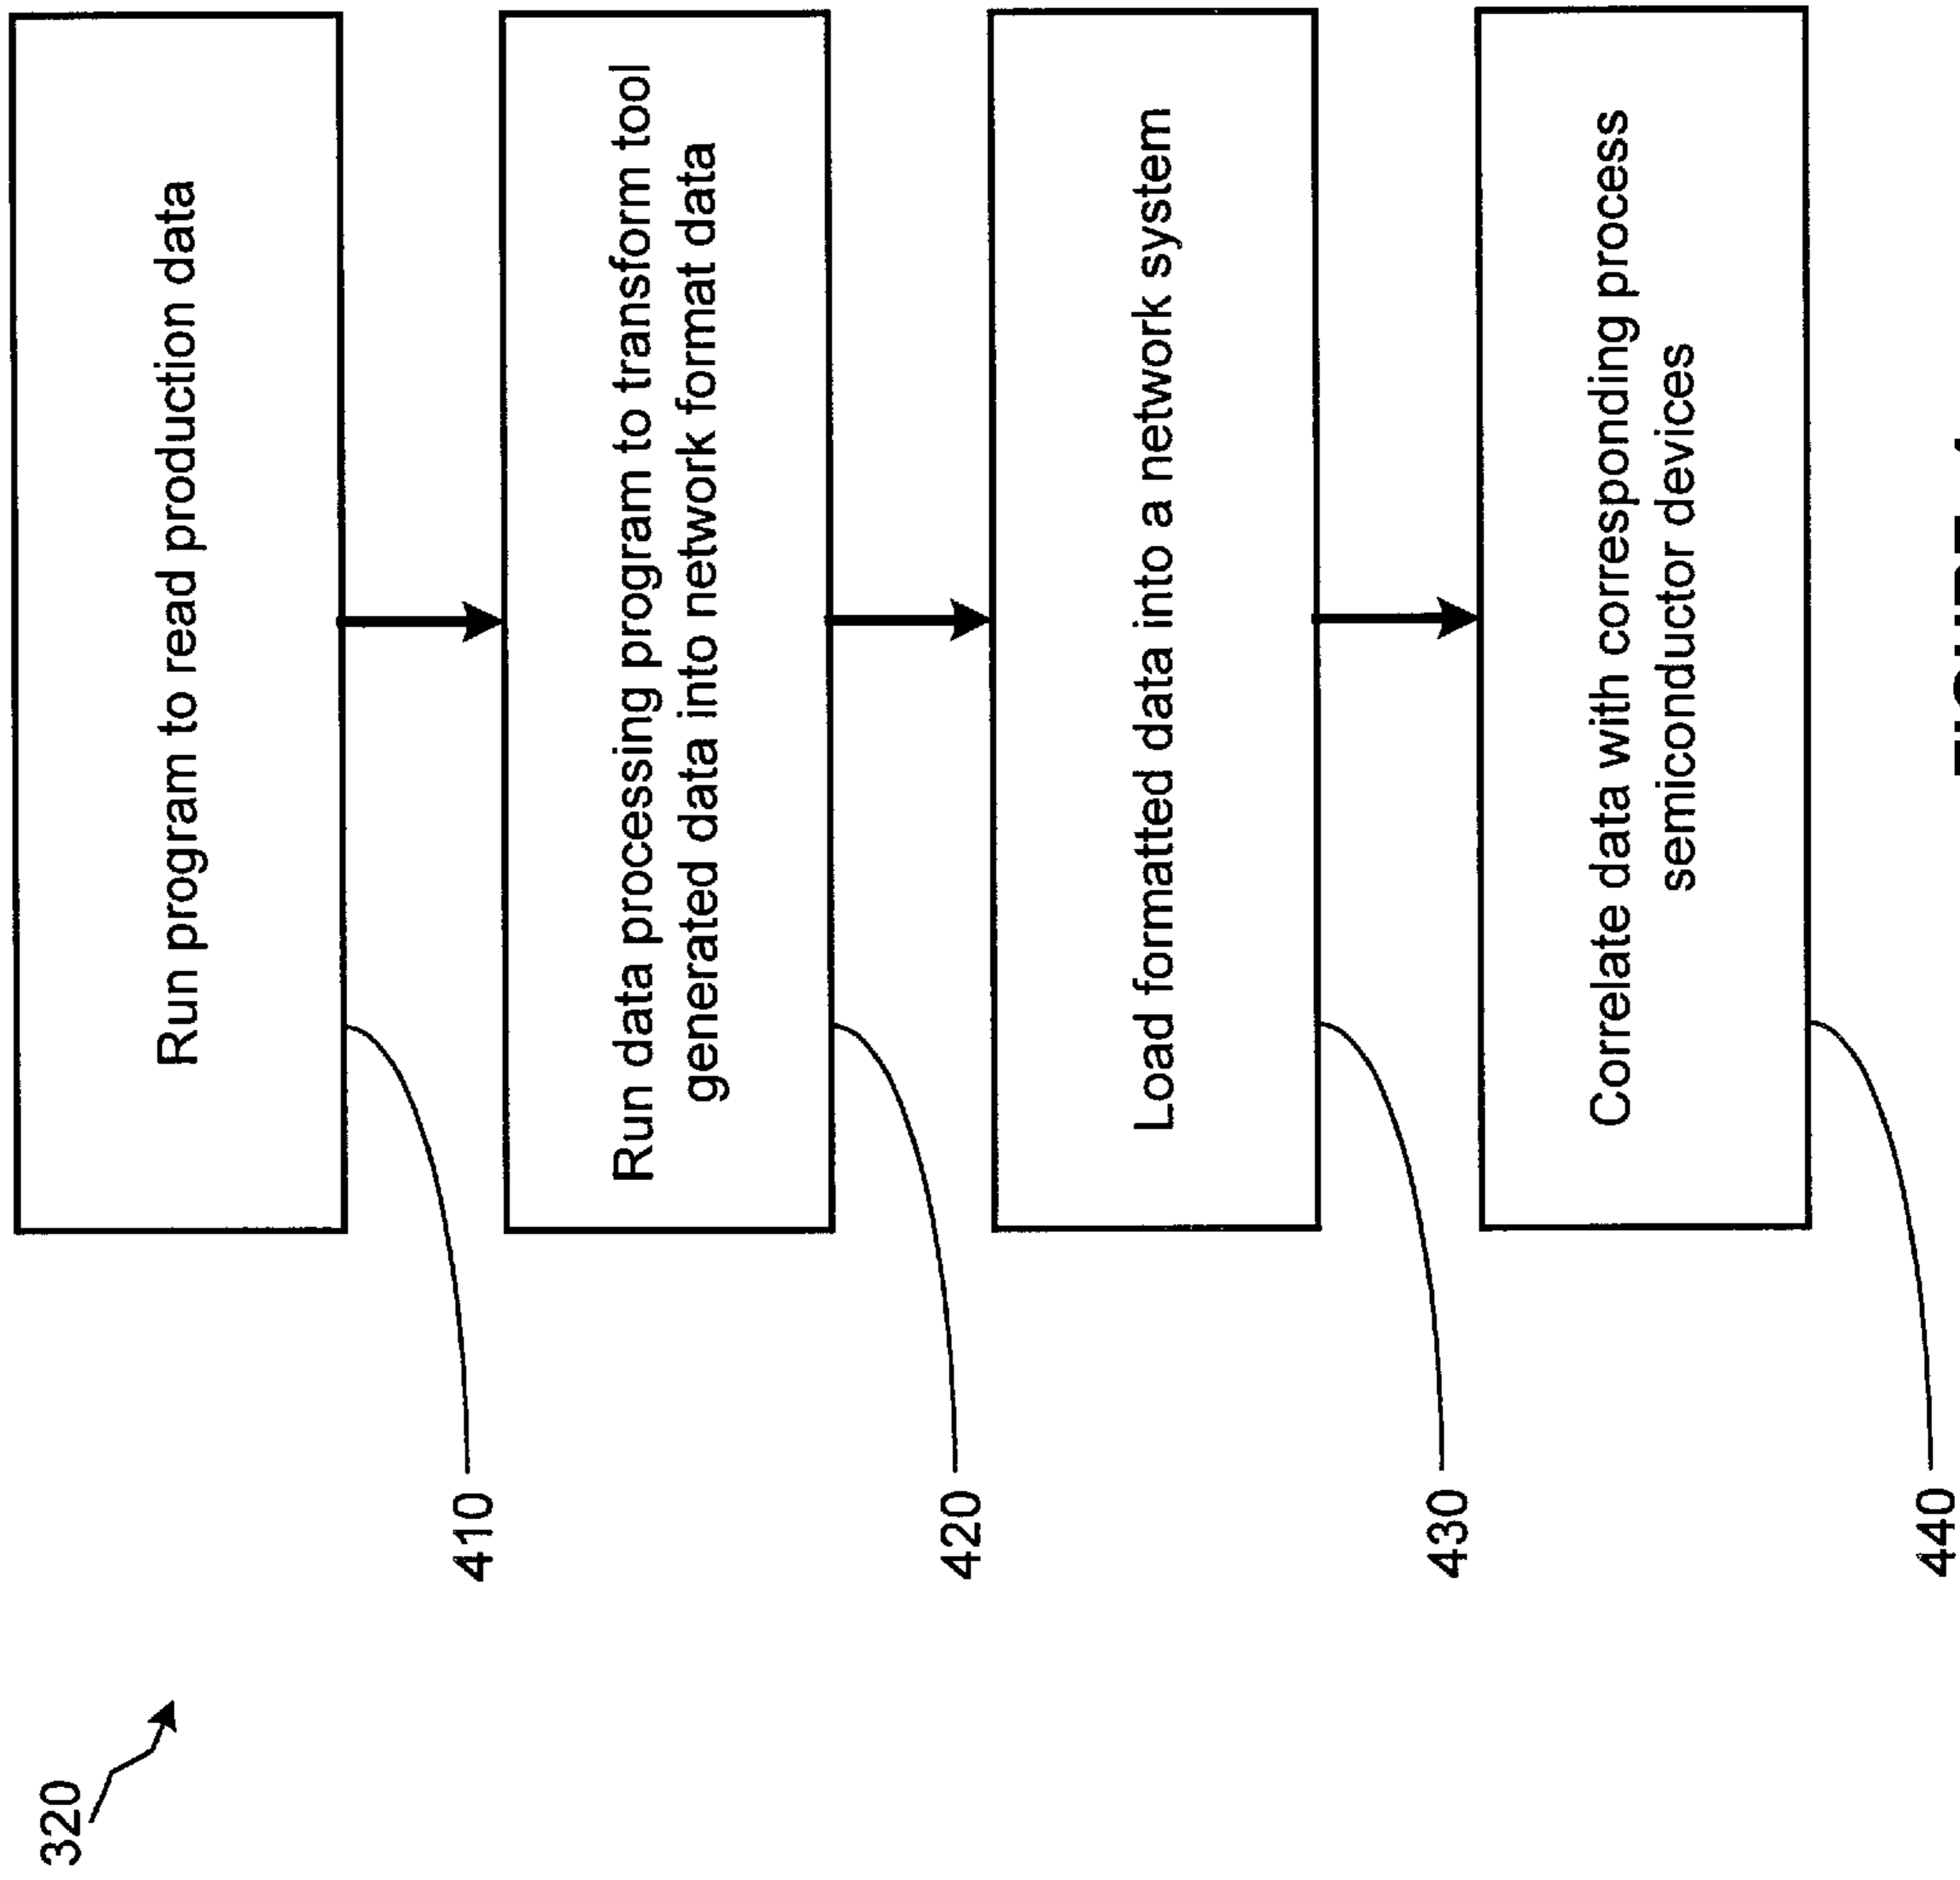 320
Run program to read production data
410
Run data processing program to transform tool
generated data into network format data
420
Load formatted data into a network system
430
Correlate data with corresponding process
semiconductor devices
440